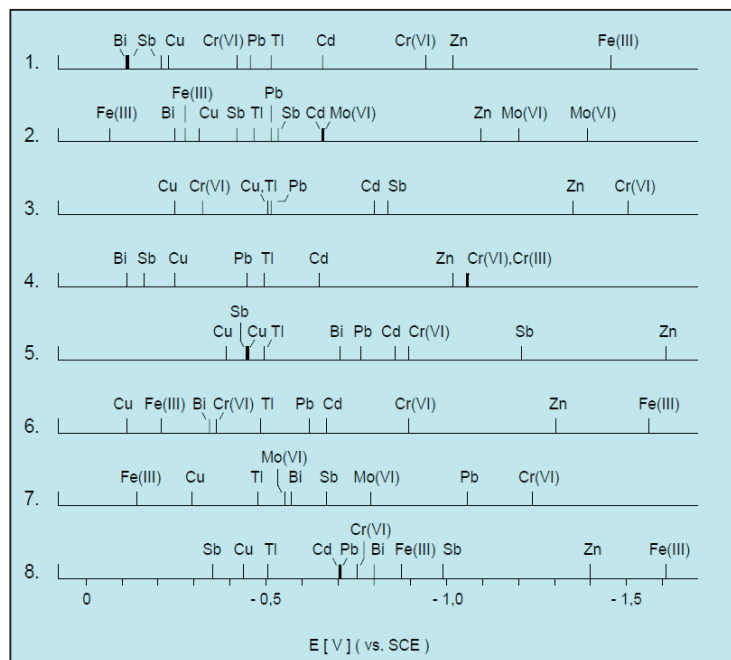 Bi Sb Cu Cr(VI) Pb Tl Cd Cr(VI) Zn Fe(III)
1.
Fe(III) Pb
Fe(III) Bi Cu Sb Tl Sb Cd Mo(VI) Zn Mo(VI) Mo(VI)
2.
Cu Cr(VI) Cu,Tl Pb Cd Sb Zn Cr(VI)
3.
Bi Sb Cu Pb Tl Cd Zn Cr(VI),Cr(III)
4.
Sb
Cu Cu Tl Bi Pb Cd Cr(VI) Sb Zn
5.
Cu Fe(III) Bi Cr(VI) Tl Pb Cd Cr(VI) Zn Fe(III)
6.
Mo(VI)
Fe(III) Cu Tl Bi Sb Mo(VI) Pb Cr(VI)
7.
Cr(VI)
Sb Cu Tl Cd Pb Bi Fe(III) Sb Zn Fe(III)
8.
0 - 0,5 - 1,0 - 1,5
E [ V ] ( vs. SCE )